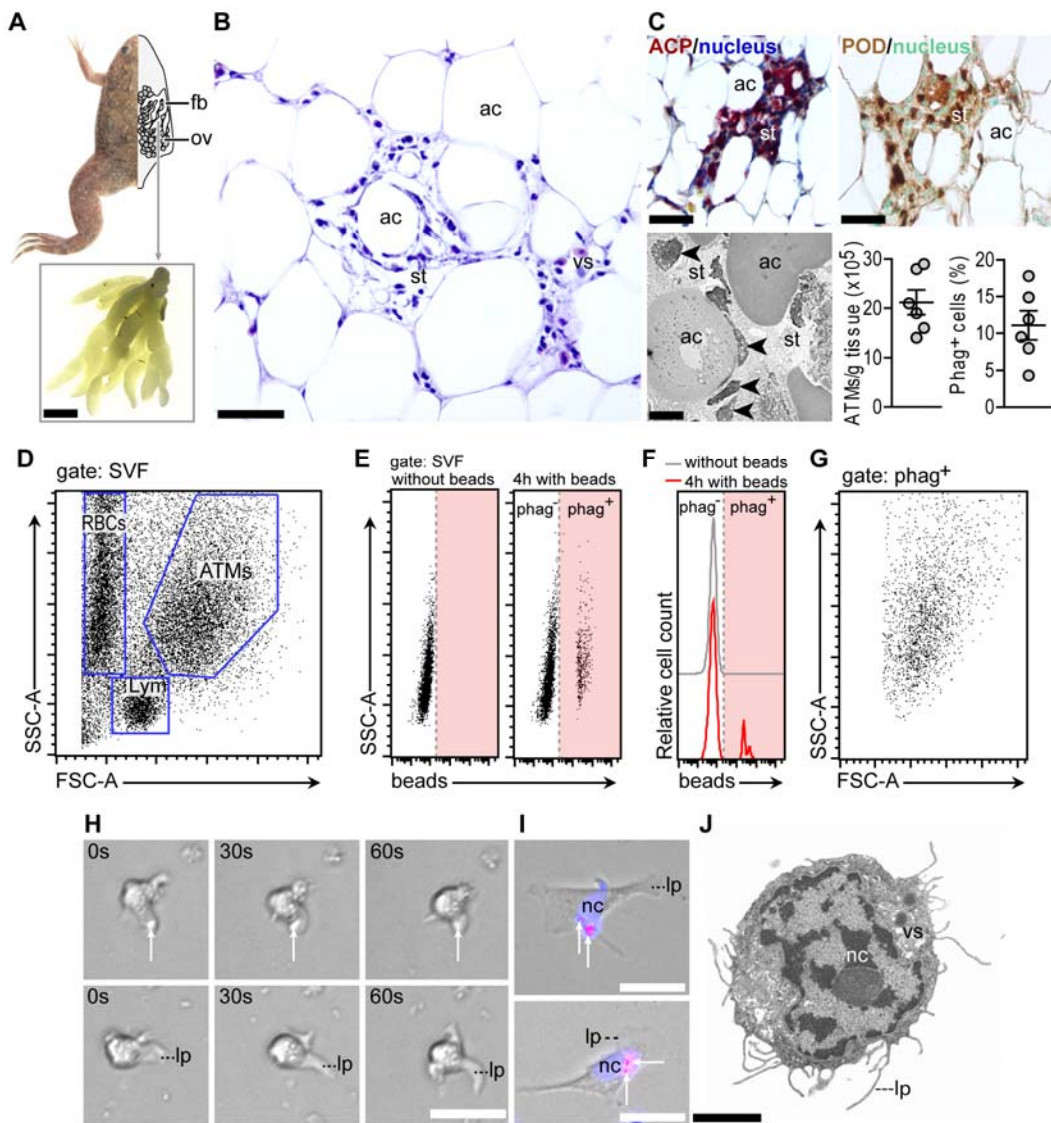 A
fb
ov
B
ac
ac
st
vs
C
ACP/nucleus
ac
st
POD/nucleus
st
ac
st
ac
ac
st
ATMs/g tissue (x10⁵)
30
20
10
0
Phag⁺ cells (%)
20
15
10
5
0
D
gate: SVF
RBCs
ATMs
Lym
SSC-A
FSC-A
E
gate: SVF
without beads
4h with beads
phag⁻
phag⁺
SSC-A
beads
F
without beads
4h with beads
phag⁻
phag⁺
Relative cell count
beads
G
gate: phag⁺
SSC-A
FSC-A
H
0s
30s
60s
0s
30s
60s
lp
lp
lp
I
lp
nc
lp
nc
J
vs
nc
lp